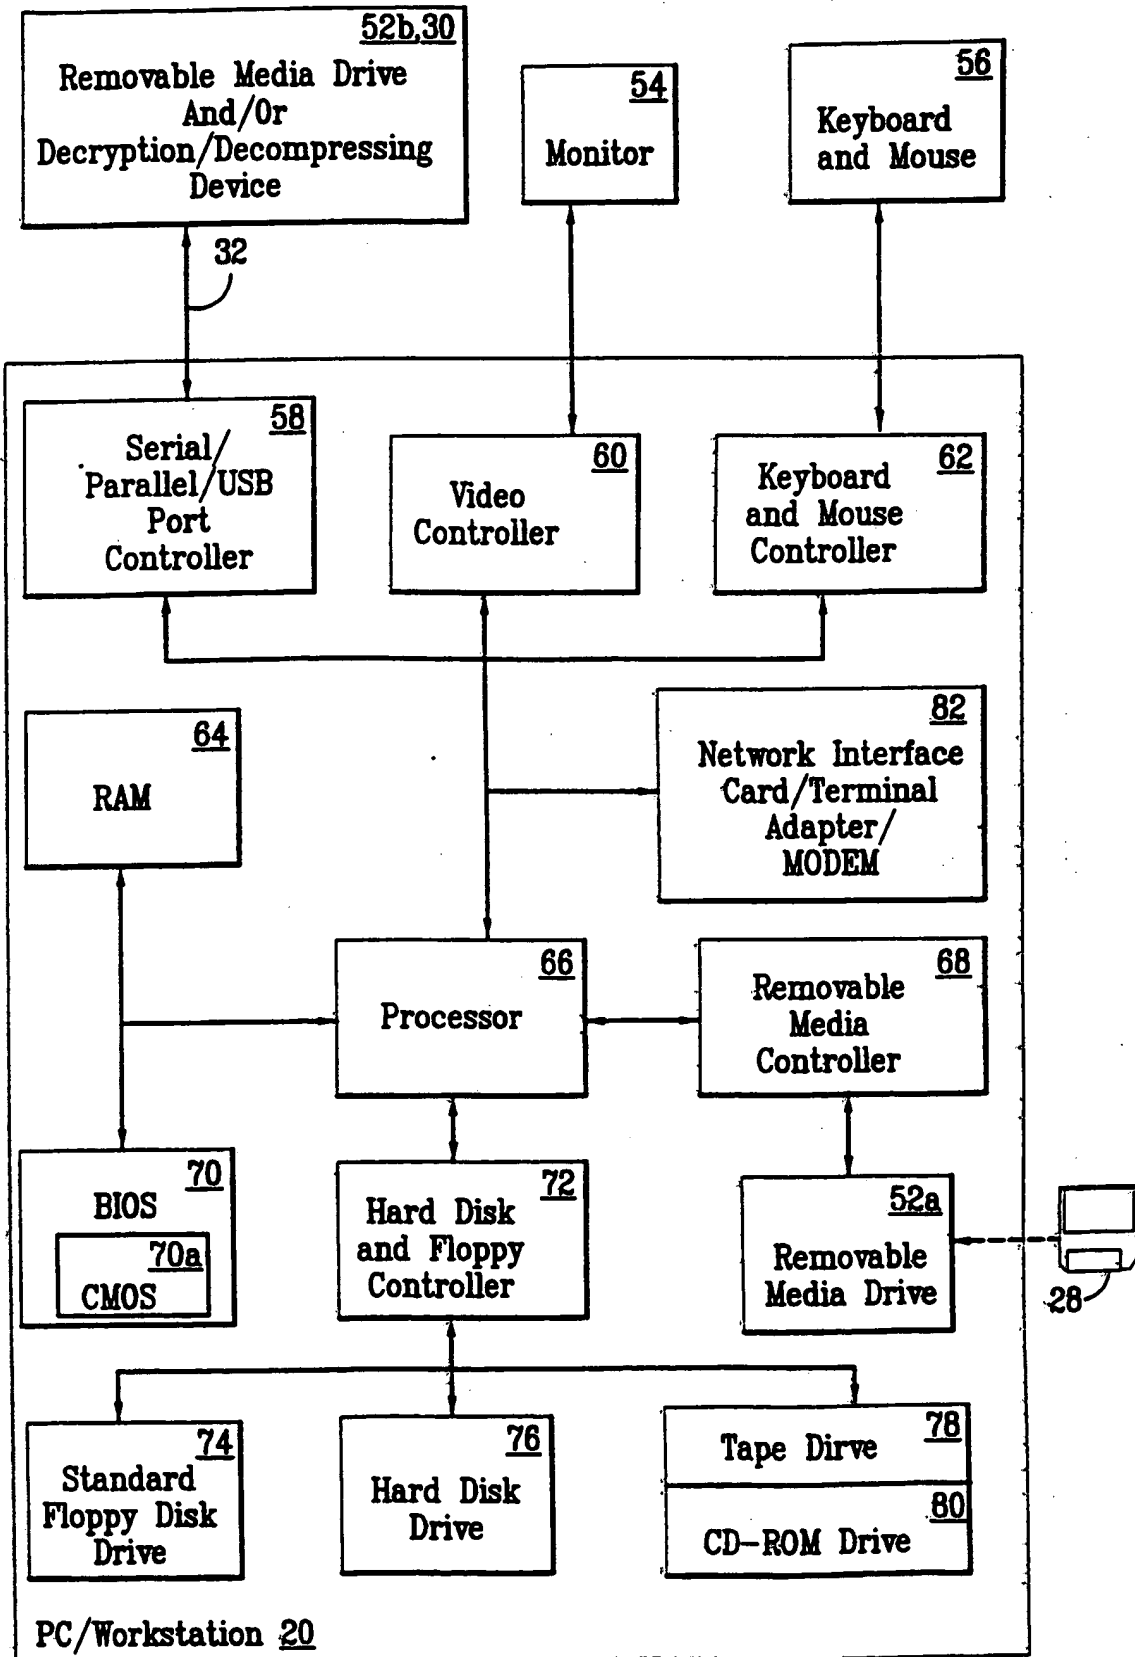 52b,30
Removable Media Drive
And/Or
Decryption/Decompressing
Device
54
Monitor
56
Keyboard
and Mouse
32
58
Serial/
Parallel/USB
Port
Controller
60
Video
Controller
62
Keyboard
and Mouse
Controller
64
RAM
82
Network Interface
Card/Terminal
Adapter/
MODEM
66
Processor
68
Removable
Media
Controller
70
BIOS
70a
CMOS
72
Hard Disk
and Floppy
Controller
52a
Removable
Media Drive
28
74
Standard
Floppy Disk
Drive
76
Hard Disk
Drive
78
Tape Dirve
80
CD-ROM Drive
PC/Workstation 20